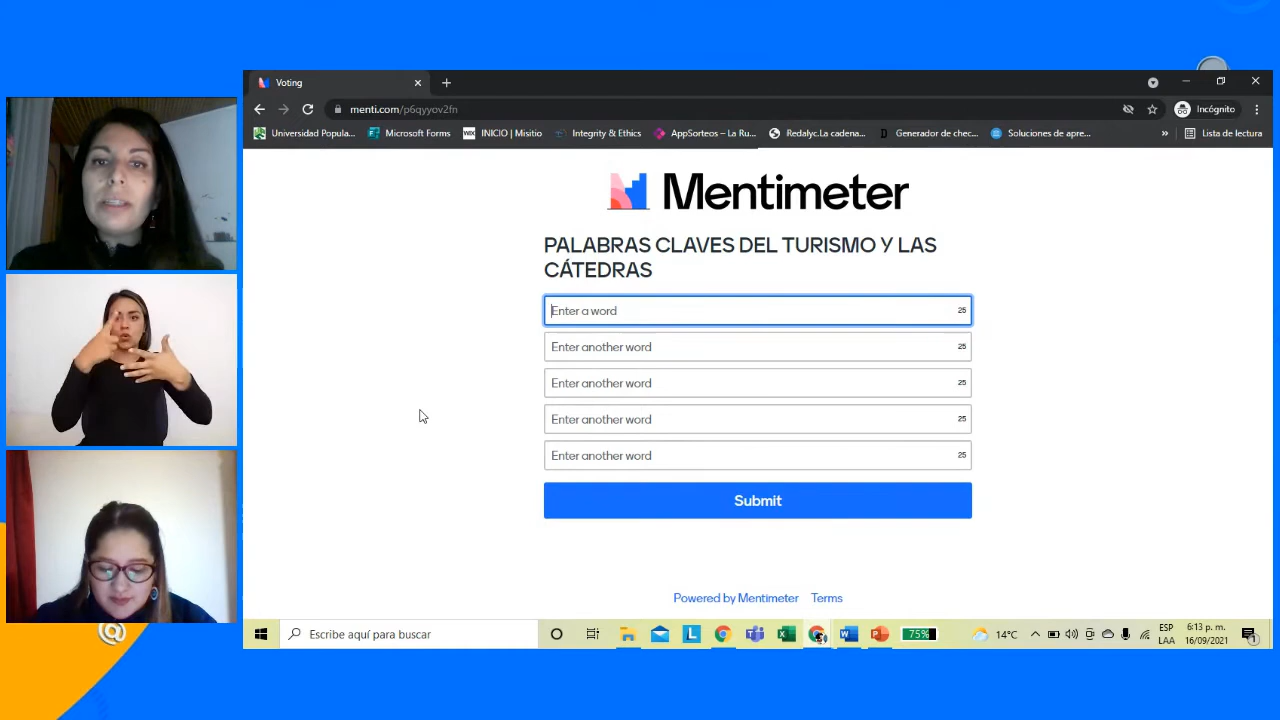 Voting
menti.com/p6qyyov2fn
Incógnito
Universidad Popula...
Microsoft Forms
WIX
INICIO | Misitio
Integrity & Ethics
AppSorteos – La Ru...
Redalyc.La cadena...
D
Generador de chec...
Soluciones de apre...
»
Lista de lectura
Mentimeter
PALABRAS CLAVES DEL TURISMO Y LAS
CÁTEDRAS
Enter a word 25
Enter another word 25
Enter another word 25
Enter another word 25
Enter another word 25
Submit
Powered by Mentimeter Terms
Escribe aquí para buscar
L
75%
14°C
ESP
LAA
6:13 p. m.
16/09/2021
1
@